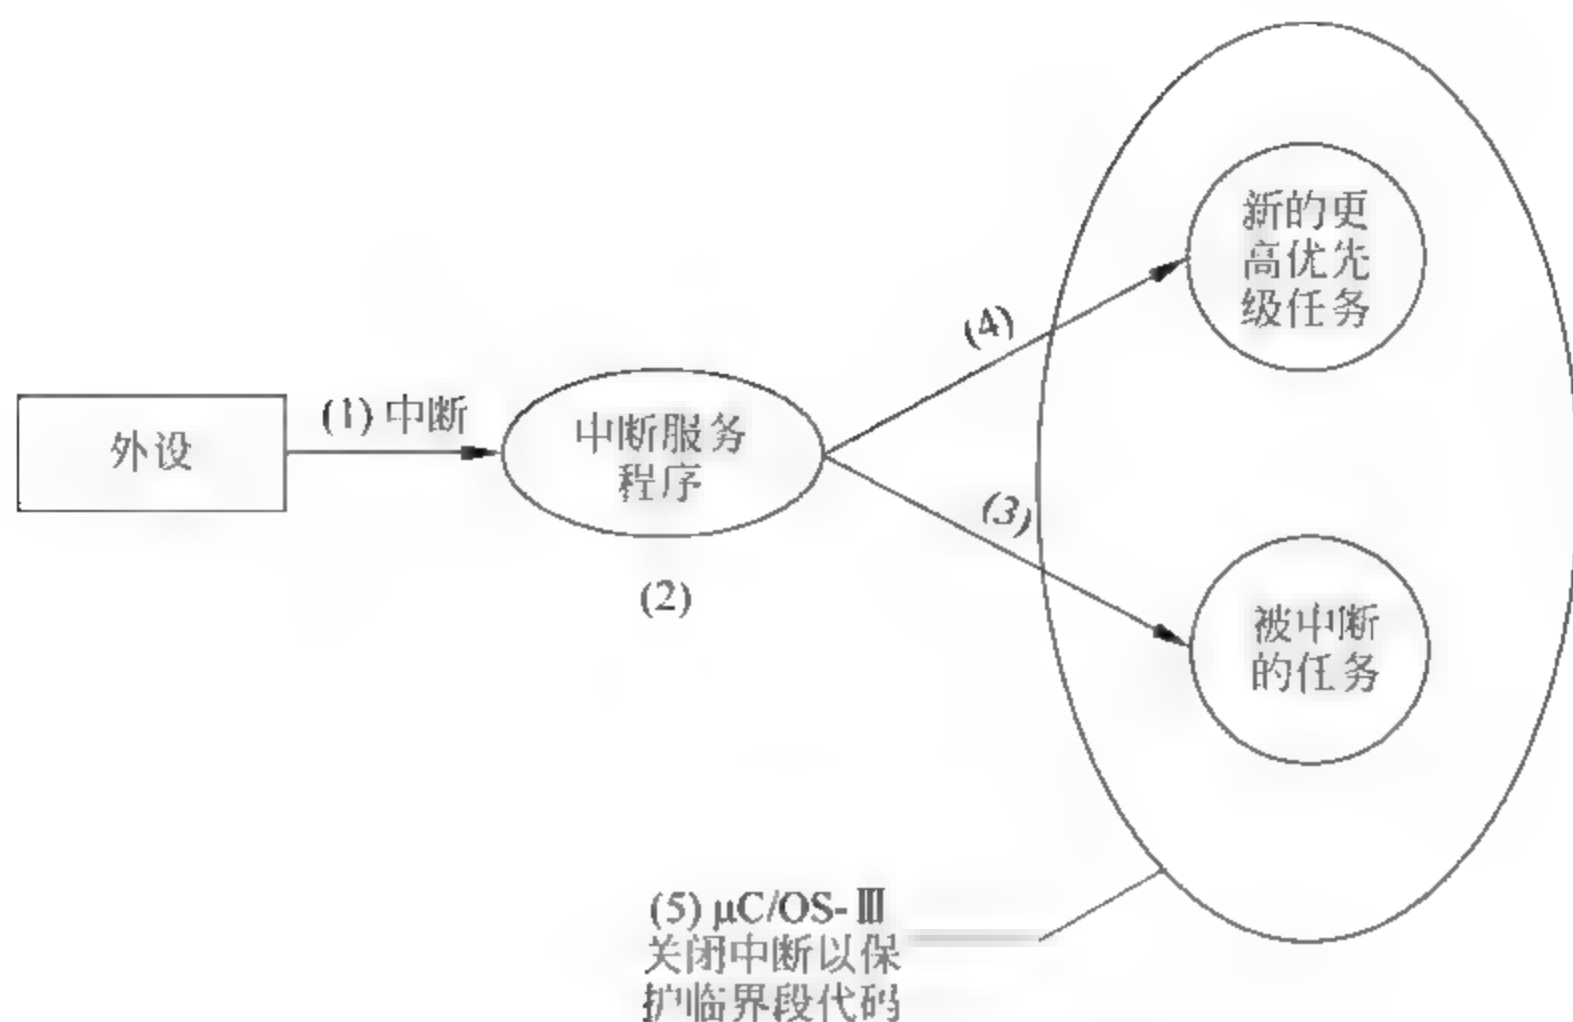 新的更
高优先
级任务
(4)
(1) 中断
外设
中断服务
程序
(3)
(2)
被中断
的任务
(5) μC/OS-Ⅲ
关闭中断以保
护临界段代码